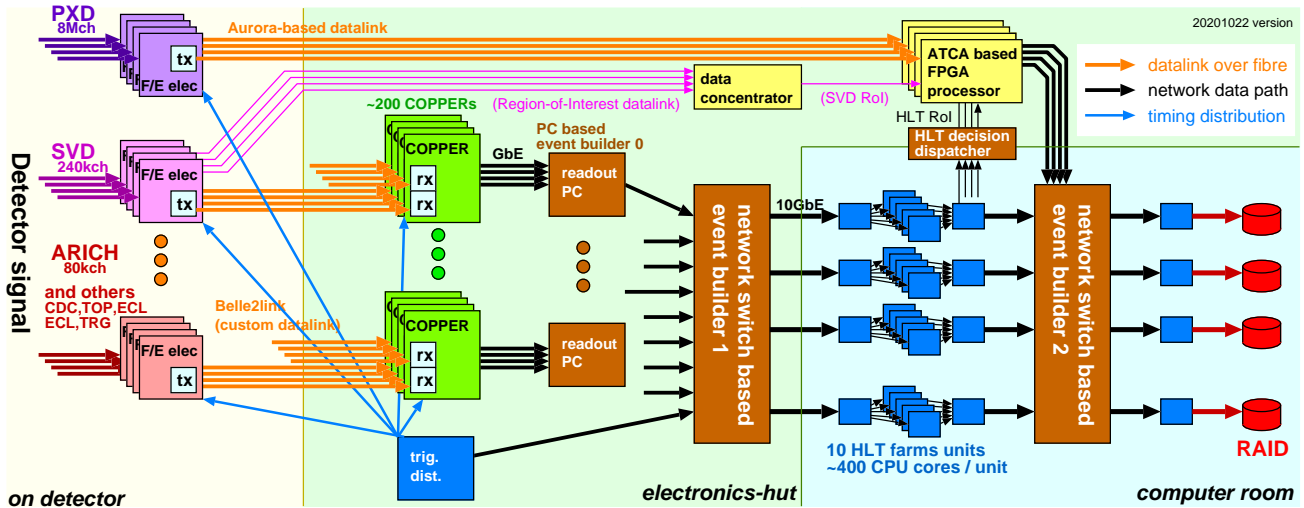 PXD
8Mch
tx
F/E elec
F
F
F
Aurora-based datalink
ATCA based
FPGA
processor
20201022 version
datalink over fibre
network data path
timing distribution
data
concentrator
(Region-of-Interest datalink)
(SVD RoI)
HLT RoI
HLT decision
dispatcher
~200 COPPERs
PC based
event builder 0
SVD
240kch
F/E elec
F
F
F
tx
COPPER
C
C
C
rx
rx
GbE
readout
PC
network switch based
event builder 1
10GbE
network switch based
event builder 2
Detector signal
ARICH
80kch
and others
CDC,TOP,ECL
ECL,TRG
Belle2link
(custom datalink)
F/E elec
F
F
F
tx
COPPER
C
C
C
rx
rx
readout
PC
trig.
dist.
10 HLT farms units
~400 CPU cores / unit
RAID
on detector
electronics-hut
computer room